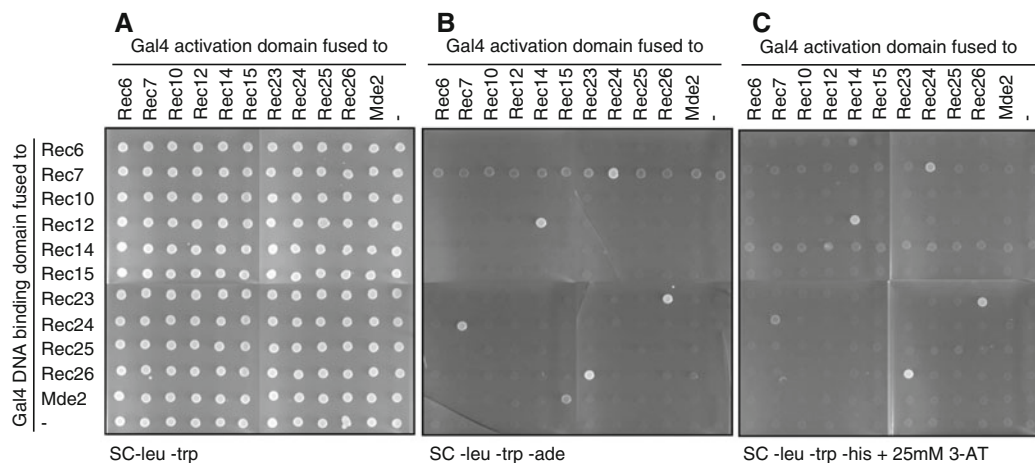 A
Gal4 activation domain fused to
Rec6
Rec7
Rec10
Rec12
Rec14
Rec15
Rec23
Rec24
Rec25
Rec26
Mde2
-
B
Gal4 activation domain fused to
Rec6
Rec7
Rec10
Rec12
Rec14
Rec15
Rec23
Rec24
Rec25
Rec26
Mde2
-
C
Gal4 activation domain fused to
Rec6
Rec7
Rec10
Rec12
Rec14
Rec15
Rec23
Rec24
Rec25
Rec26
Mde2
-
Gal4 DNA binding domain fused to
Rec6
Rec7
Rec10
Rec12
Rec14
Rec15
Rec23
Rec24
Rec25
Rec26
Mde2
-
SC-leu -trp
SC -leu -trp -ade
SC -leu -trp -his + 25mM 3-AT